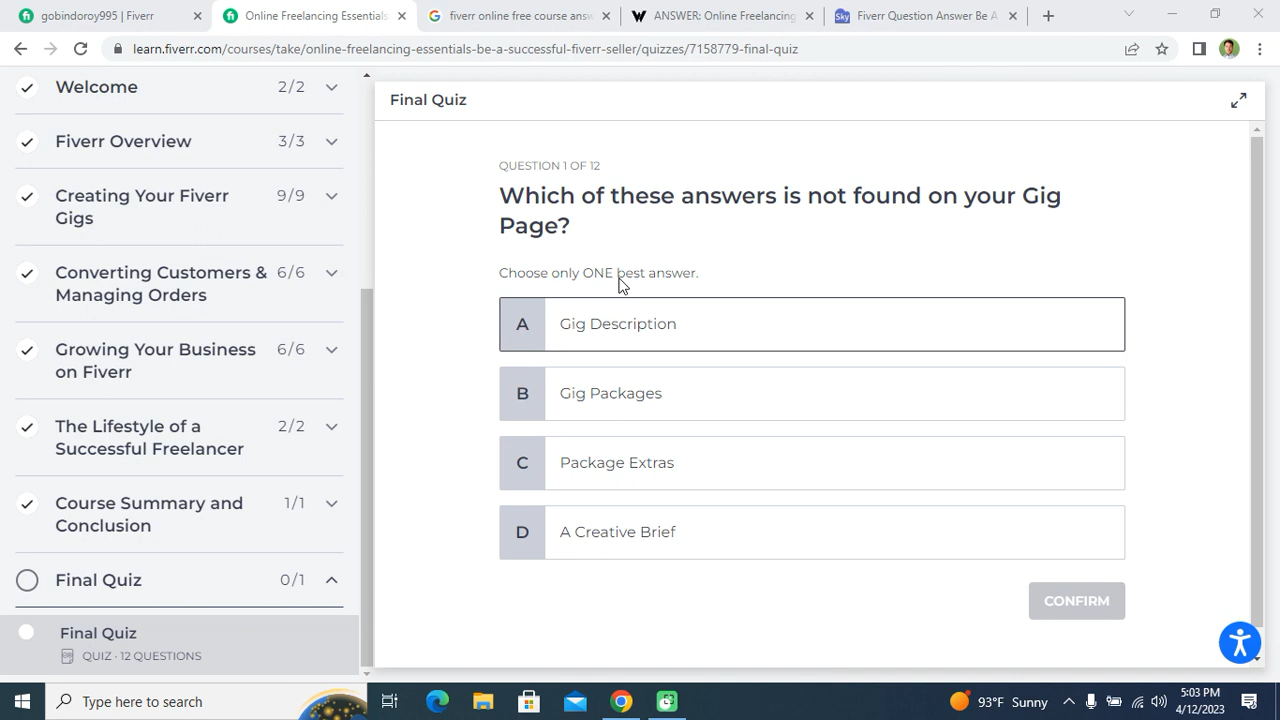 gobindoroy995 | Fiverr
Online Freelancing Essentials
fiverr online free course answ
ANSWER: Online Freelancing
Sky
Fiverr Question Answer Be A
learn.fiverr.com/courses/take/online-freelancing-essentials-be-a-successful-fiverr-seller/quizzes/7158779-final-quiz
Welcome 2/2
Fiverr Overview 3/3
Creating Your Fiverr 9/9
Gigs
Converting Customers & 6/6
Managing Orders
Growing Your Business 6/6
on Fiverr
The Lifestyle of a 2/2
Successful Freelancer
Course Summary and 1/1
Conclusion
Final Quiz 0/1
Final Quiz
QUIZ · 12 QUESTIONS
Final Quiz
QUESTION 1 OF 12
Which of these answers is not found on your Gig
Page?
Choose only ONE best answer.
A Gig Description
B Gig Packages
C Package Extras
D A Creative Brief
CONFIRM
Type here to search
93°F Sunny
5:03 PM
4/12/2023